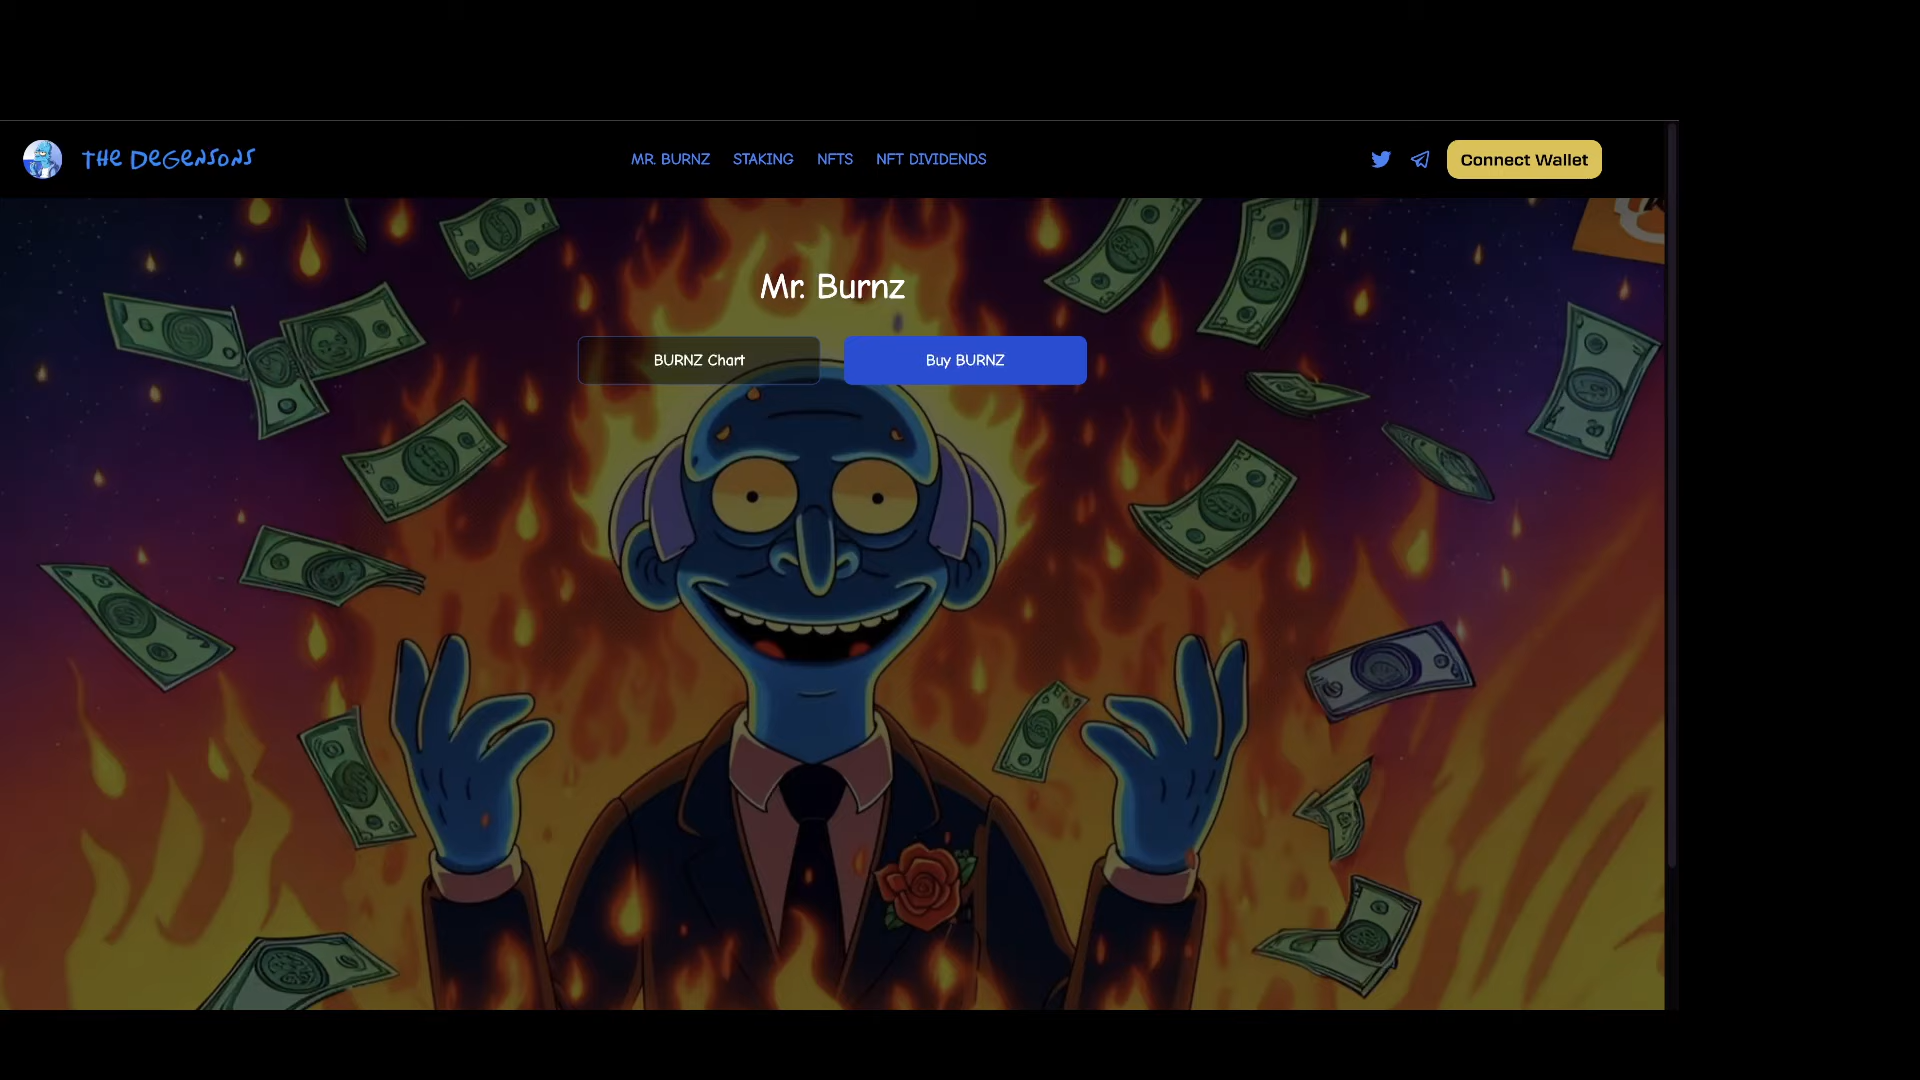 THE DEGENSONS
MR. BURNZ STAKING NFTS NFT DIVIDENDS
Connect Wallet
Mr. Burnz
BURNZ Chart
Buy BURNZ